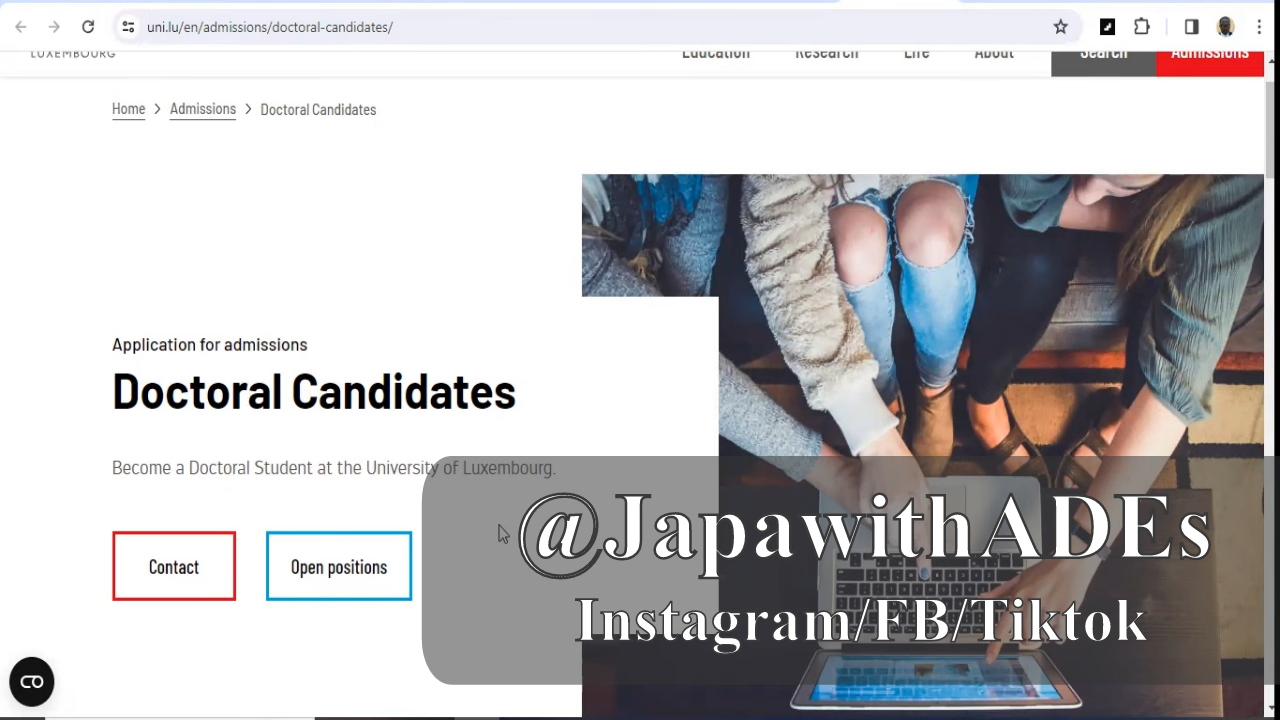 uni.lu/en/admissions/doctoral-candidates/
LUXEMBOURG
Education Research Life About Search Admissions
Home > Admissions > Doctoral Candidates
Application for admissions
Doctoral Candidates
Become a Doctoral Student at the University of Luxembourg.
@JapawithADEs
Contact Open positions
Instagram/FB/Tiktok